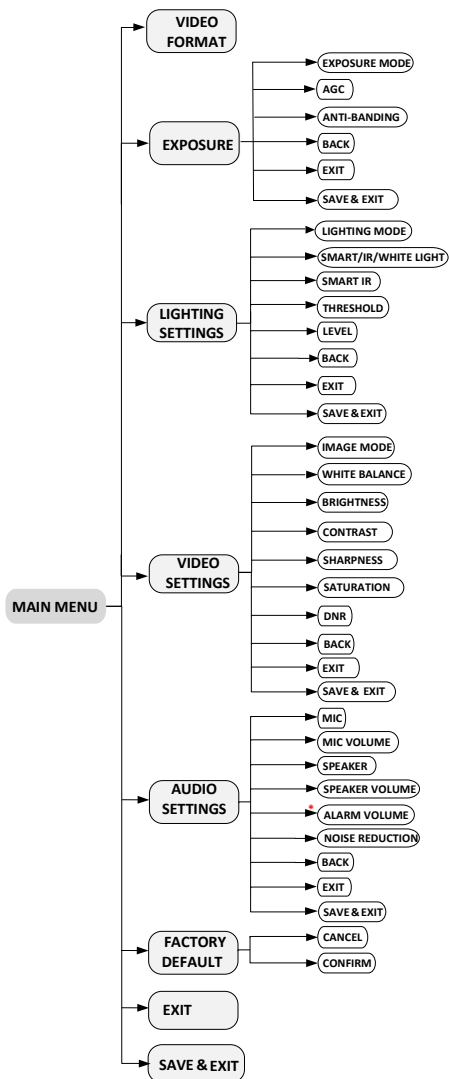 VIDEO
FORMAT
EXPOSURE
EXPOSURE MODE
AGC
ANTI-BANDING
BACK
EXIT
SAVE & EXIT
LIGHTING
SETTINGS
LIGHTING MODE
SMART/IR/WHITE LIGHT
SMART IR
THRESHOLD
LEVEL
BACK
EXIT
SAVE & EXIT
VIDEO
SETTINGS
IMAGE MODE
WHITE BALANCE
BRIGHTNESS
CONTRAST
SHARPNESS
SATURATION
DNR
BACK
EXIT
SAVE & EXIT
MAIN MENU
AUDIO
SETTINGS
MIC
MIC VOLUME
SPEAKER
SPEAKER VOLUME
ALARM VOLUME
NOISE REDUCTION
BACK
EXIT
SAVE & EXIT
FACTORY
DEFAULT
CANCEL
CONFIRM
EXIT
SAVE & EXIT